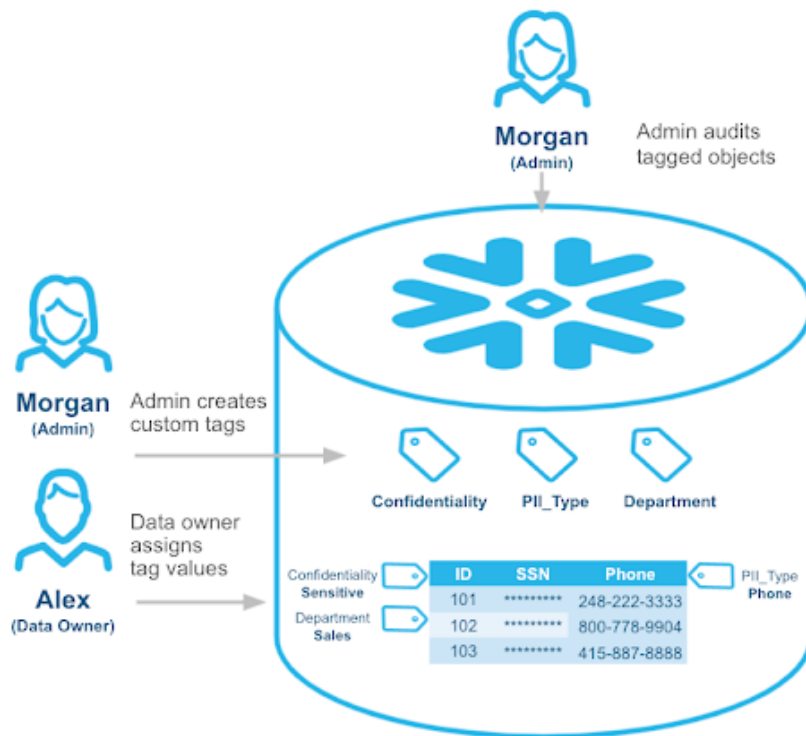 Morgan
(Admin)
Admin audits
tagged objects
Morgan
(Admin)
Admin creates
custom tags
Confidentiality
PII_Type
Department
Alex
(Data Owner)
Data owner
assigns
tag values
Confidentiality
Sensitive
Department
Sales
ID SSN Phone
101 ********* 248-222-3333
102 ********* 800-778-9904
103 ********* 415-887-8888
PII_Type
Phone